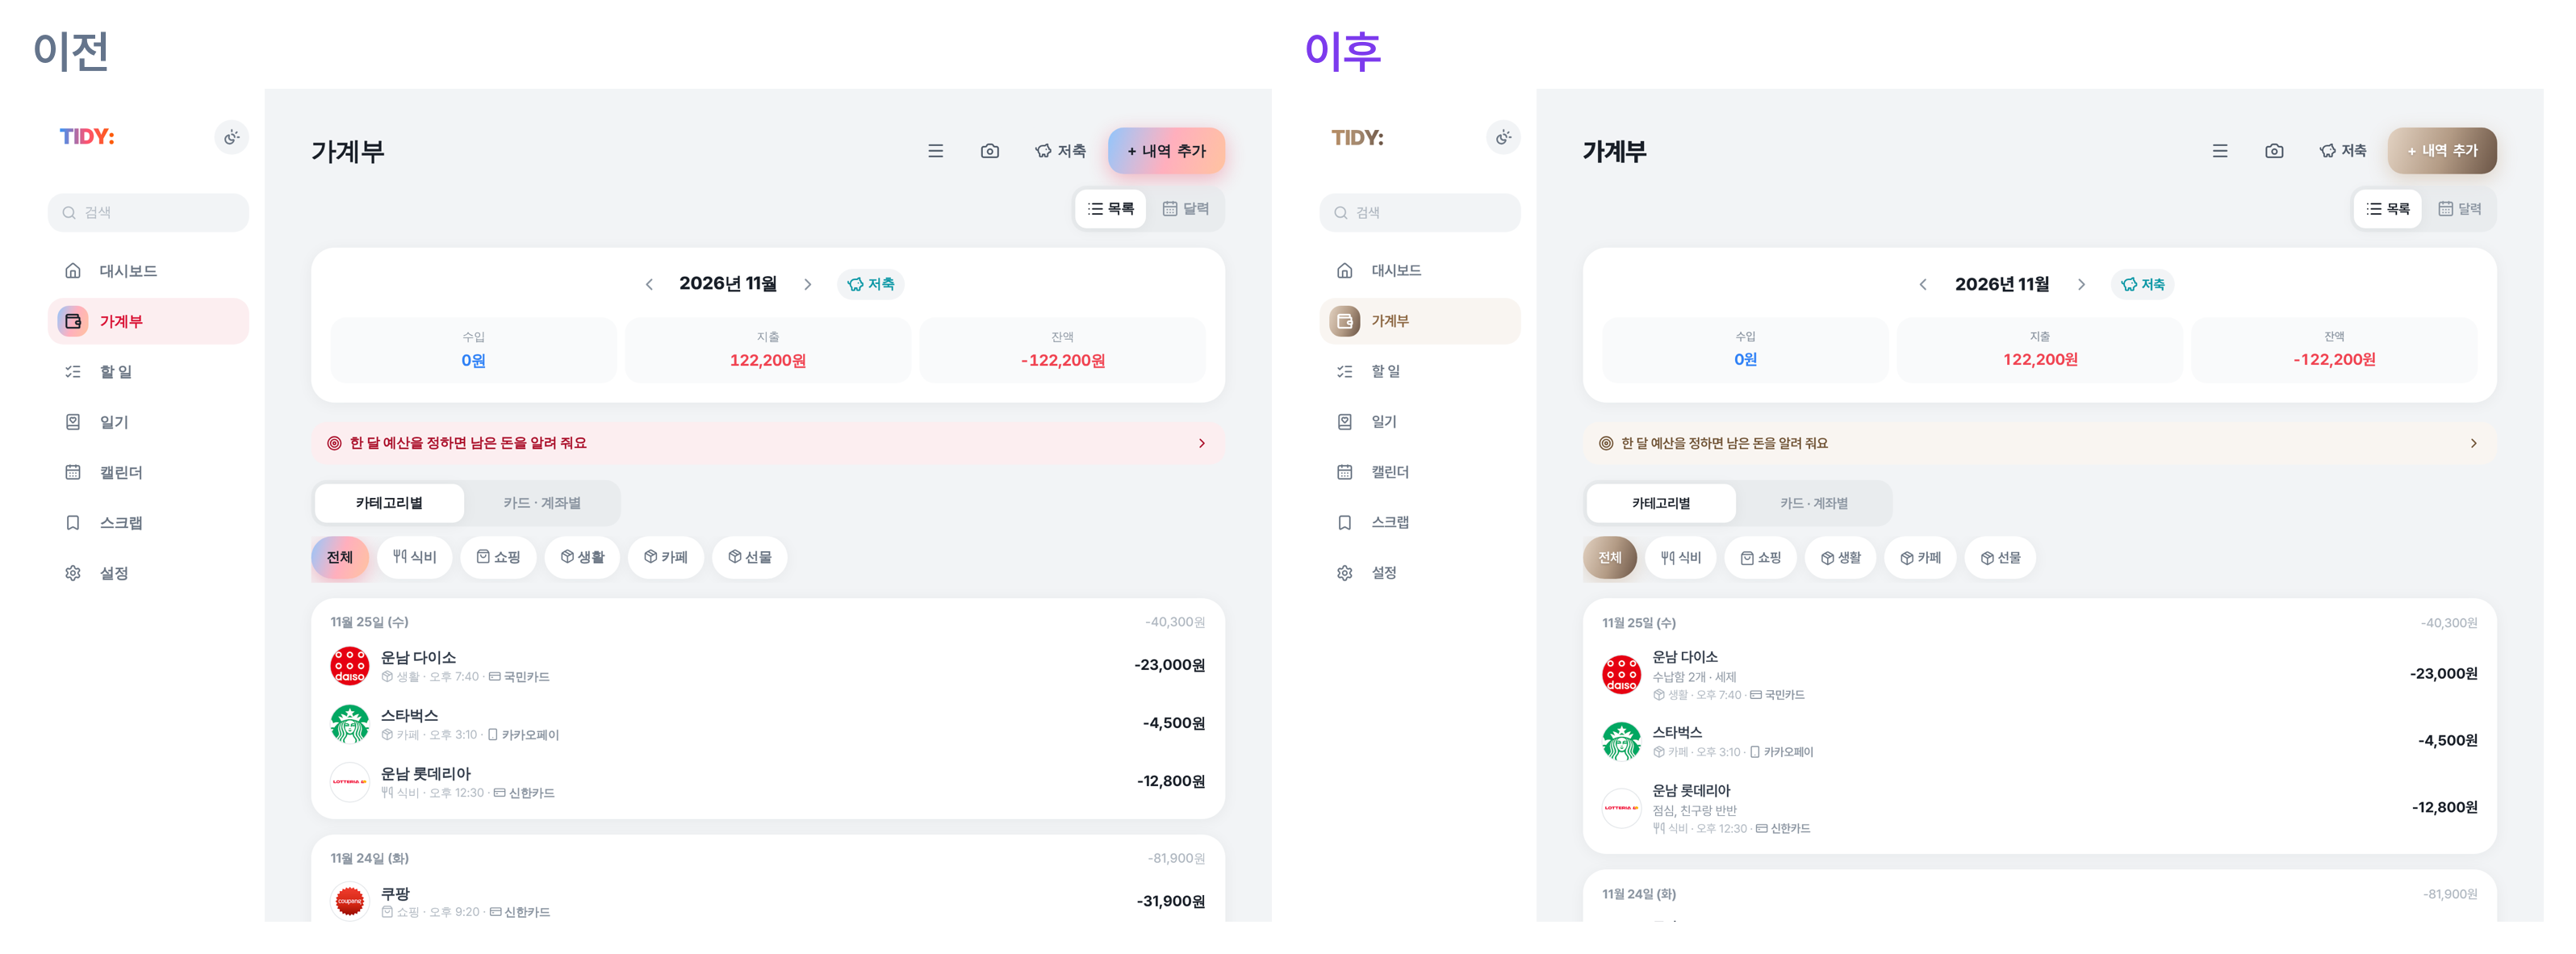 이전
TIDY:
검색
대시보드
가계부
할 일
일기
캘린더
스크랩
설정
가계부
저축
+ 내역 추가
목록
달력
2026년 11월
저축
수입
0원
지출
122,200원
잔액
-122,200원
한 달 예산을 정하면 남은 돈을 알려 줘요
카테고리별
카드 · 계좌별
전체
식비
쇼핑
생활
카페
선물
11월 25일 (수)
-40,300원
daiso
운남 다이소
생활 · 오후 7:40 · 국민카드
-23,000원
스타벅스
카페 · 오후 3:10 · 카카오페이
-4,500원
LOTTERIA
운남 롯데리아
식비 · 오후 12:30 · 신한카드
-12,800원
11월 24일 (화)
-81,900원
coupang
쿠팡
쇼핑 · 오후 9:20 · 신한카드
-31,900원
이후
TIDY:
검색
대시보드
가계부
할 일
일기
캘린더
스크랩
설정
가계부
저축
+ 내역 추가
목록
달력
2026년 11월
저축
수입
0원
지출
122,200원
잔액
-122,200원
한 달 예산을 정하면 남은 돈을 알려 줘요
카테고리별
카드 · 계좌별
전체
식비
쇼핑
생활
카페
선물
11월 25일 (수)
-40,300원
daiso
운남 다이소
수납함 2개 · 세제
생활 · 오후 7:40 · 국민카드
-23,000원
스타벅스
카페 · 오후 3:10 · 카카오페이
-4,500원
LOTTERIA
운남 롯데리아
점심, 친구랑 반반
식비 · 오후 12:30 · 신한카드
-12,800원
11월 24일 (화)
-81,900원